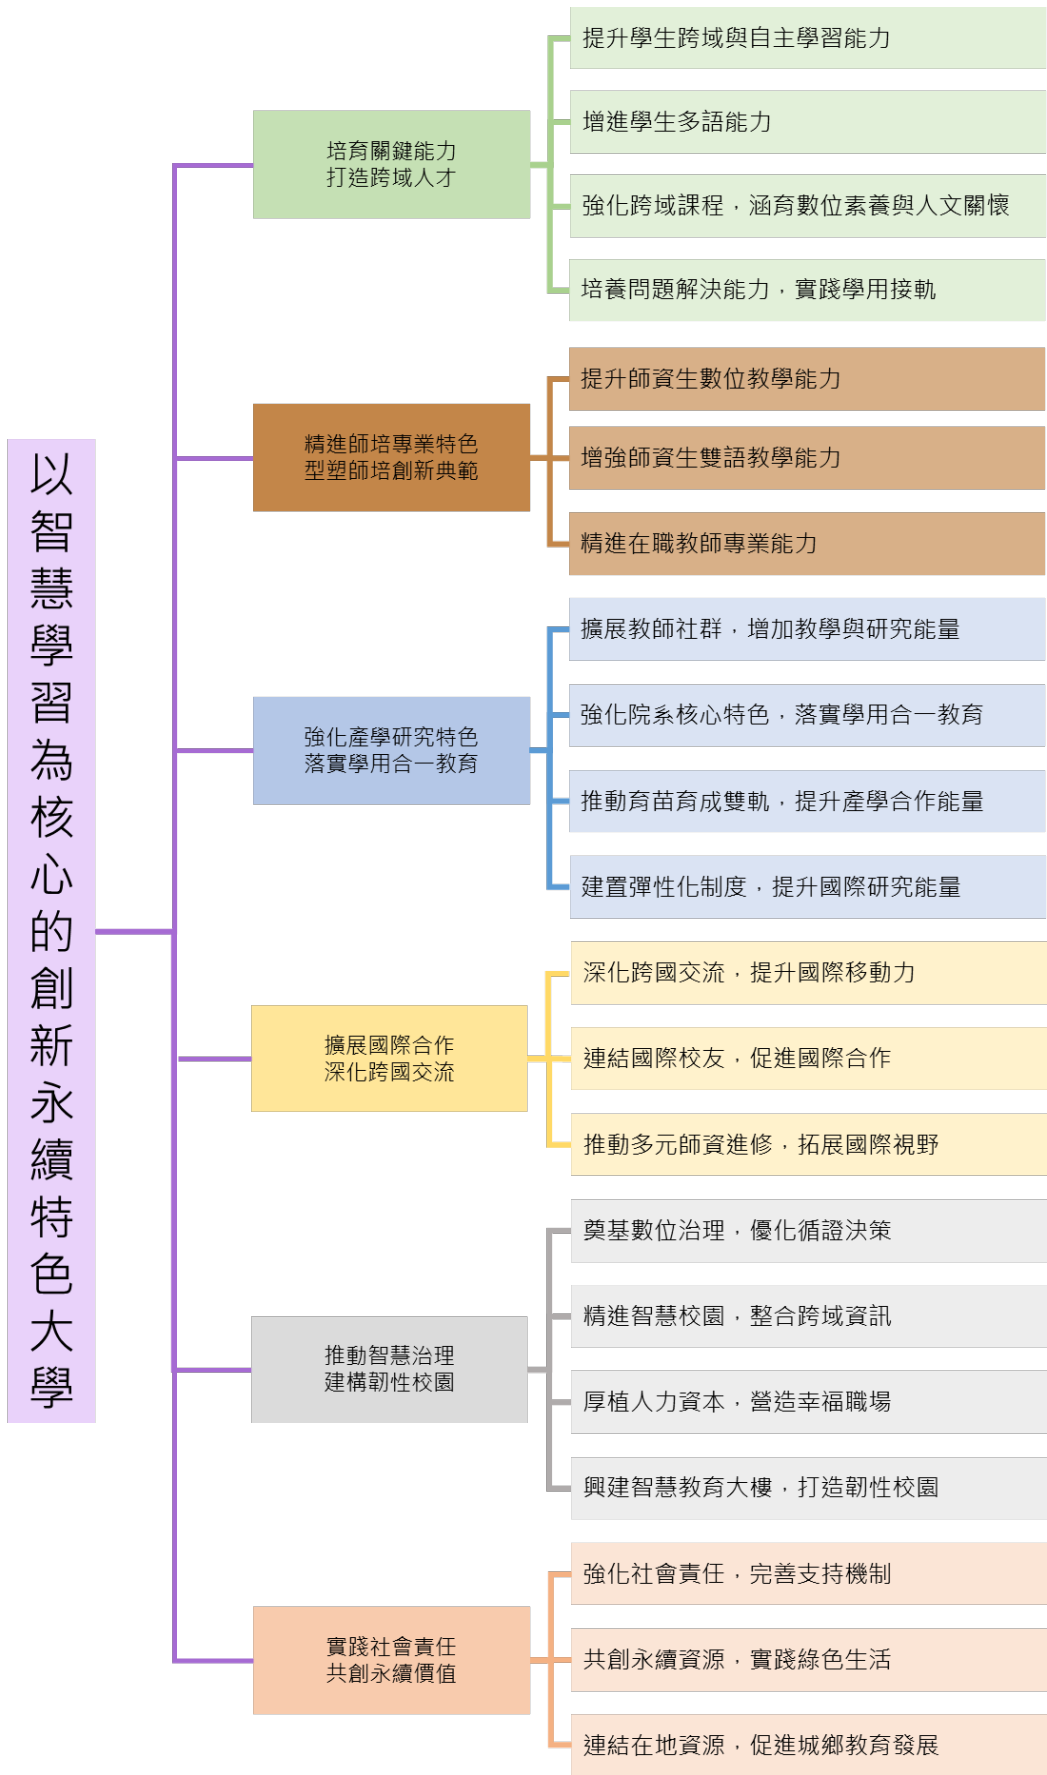 以智慧學習為核心的創新永續特色大學
培育關鍵能力
打造跨域人才
提升學生跨域與自主學習能力
增進學生多語能力
強化跨域課程，涵育數位素養與人文關懷
培養問題解決能力，實踐學用接軌
精進師培專業特色
型塑師培創新典範
提升師資生數位教學能力
增強師資生雙語教學能力
精進在職教師專業能力
強化產學研究特色
落實學用合一教育
擴展教師社群，增加教學與研究能量
強化院系核心特色，落實學用合一教育
推動育苗育成雙軌，提升產學合作能量
建置彈性化制度，提升國際研究能量
擴展國際合作
深化跨國交流
深化跨國交流，提升國際移動力
連結國際校友，促進國際合作
推動多元師資進修，拓展國際視野
推動智慧治理
建構韌性校園
奠基數位治理，優化循證決策
精進智慧校園，整合跨域資訊
厚植人力資本，營造幸福職場
興建智慧教育大樓，打造韌性校園
實踐社會責任
共創永續價值
強化社會責任，完善支持機制
共創永續資源，實踐綠色生活
連結在地資源，促進城鄉教育發展